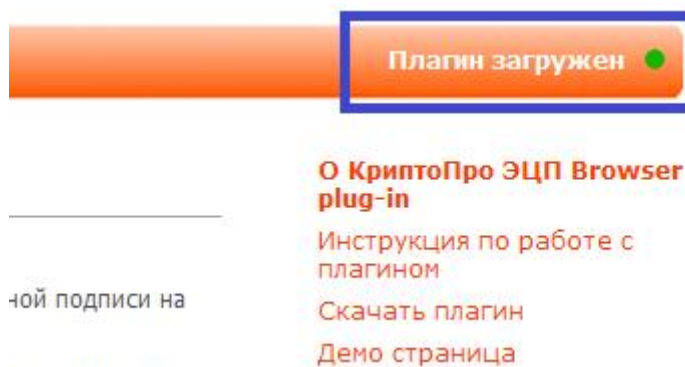 Плагин загружен
О КриптоПро ЭЦП Browser
plug-in
Инструкция по работе с
плагином
ной подписи на
Скачать плагин
Демо страница